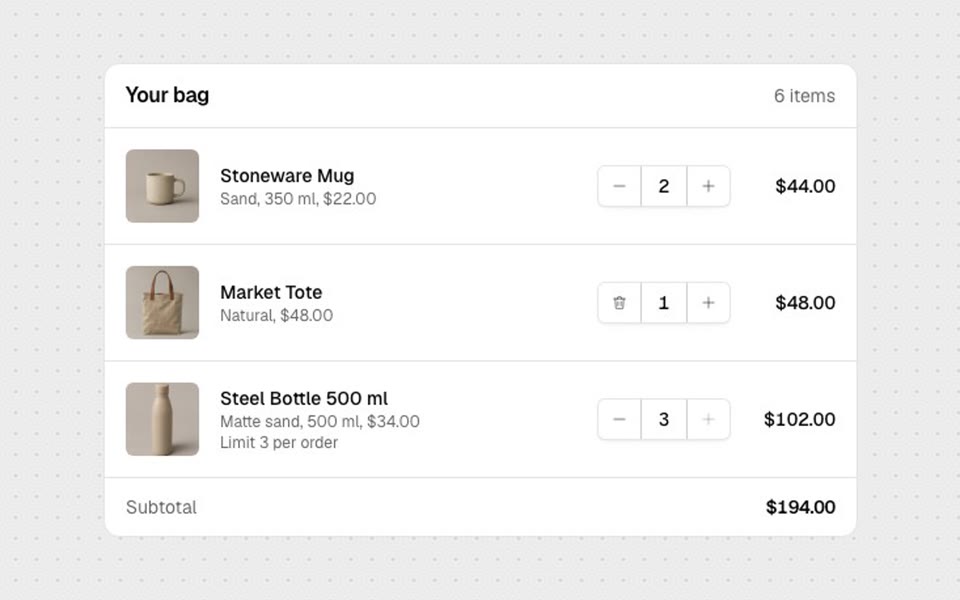 Your bag
6 items
Stoneware Mug
Sand, 350 ml, $22.00
− 2 +
$44.00
Market Tote
Natural, $48.00
1 +
$48.00
Steel Bottle 500 ml
Matte sand, 500 ml, $34.00
Limit 3 per order
− 3 +
$102.00
Subtotal
$194.00